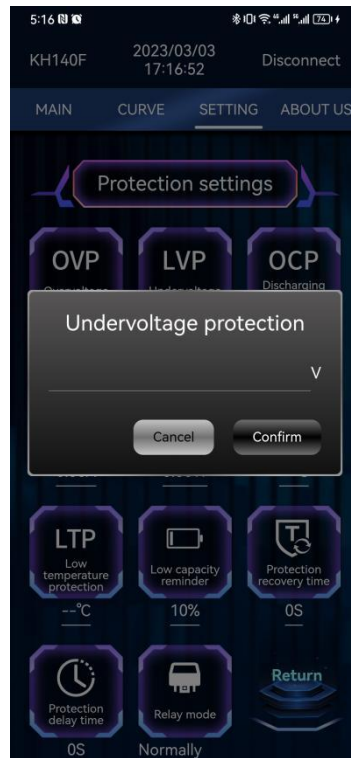 5:16 74
KH140F 2023/03/03 17:16:52 Disconnect
MAIN CURVE SETTING ABOUT US
Protection settings
OVP LVP OCP
Discharging
Undervoltage protection
V
Cancel Confirm
LTP
Low temperature protection
Low capacity reminder
Protection recovery time
--°C 10% 0S
Protection delay time
Relay mode
Return
0S Normally